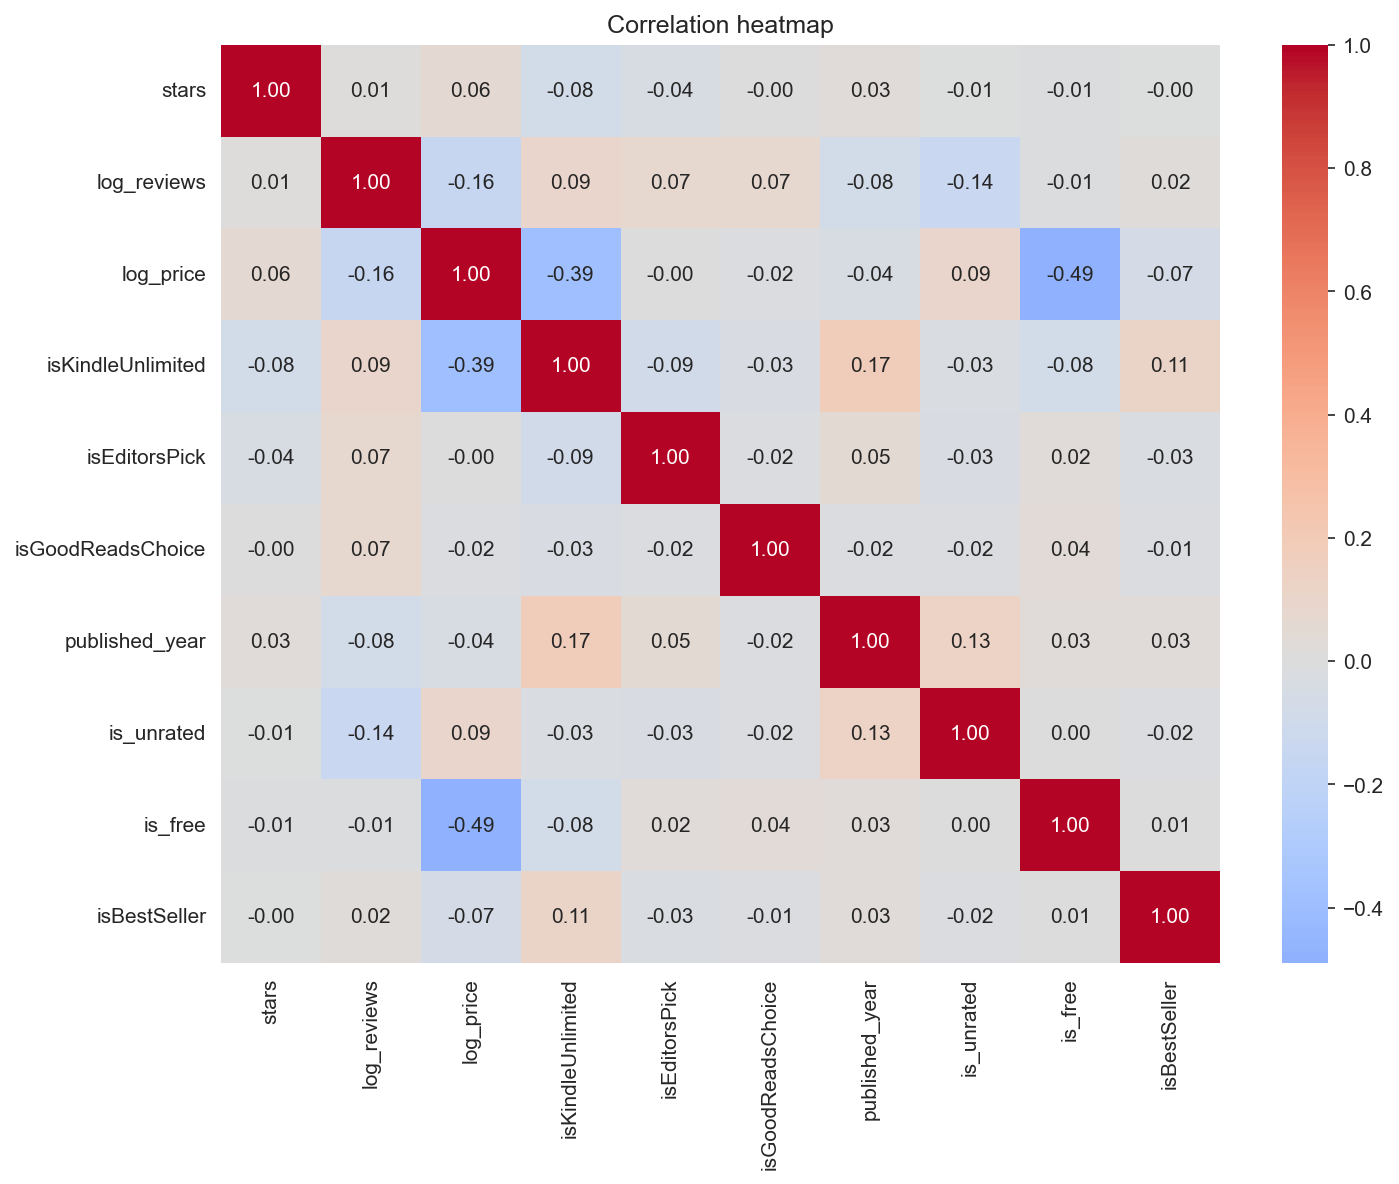 Correlation heatmap
stars 1.00 0.01 0.06 -0.08 -0.04 -0.00 0.03 -0.01 -0.01 -0.00
log_reviews 0.01 1.00 -0.16 0.09 0.07 0.07 -0.08 -0.14 -0.01 0.02
log_price 0.06 -0.16 1.00 -0.39 -0.00 -0.02 -0.04 0.09 -0.49 -0.07
isKindleUnlimited -0.08 0.09 -0.39 1.00 -0.09 -0.03 0.17 -0.03 -0.08 0.11
isEditorsPick -0.04 0.07 -0.00 -0.09 1.00 -0.02 0.05 -0.03 0.02 -0.03
isGoodReadsChoice -0.00 0.07 -0.02 -0.03 -0.02 1.00 -0.02 -0.02 0.04 -0.01
published_year 0.03 -0.08 -0.04 0.17 0.05 -0.02 1.00 0.13 0.03 0.03
is_unrated -0.01 -0.14 0.09 -0.03 -0.03 -0.02 0.13 1.00 0.00 -0.02
is_free -0.01 -0.01 -0.49 -0.08 0.02 0.04 0.03 0.00 1.00 0.01
isBestSeller -0.00 0.02 -0.07 0.11 -0.03 -0.01 0.03 -0.02 0.01 1.00
stars
log_reviews
log_price
isKindleUnlimited
isEditorsPick
isGoodReadsChoice
published_year
is_unrated
is_free
isBestSeller
1.0
0.8
0.6
0.4
0.2
0.0
−0.2
−0.4